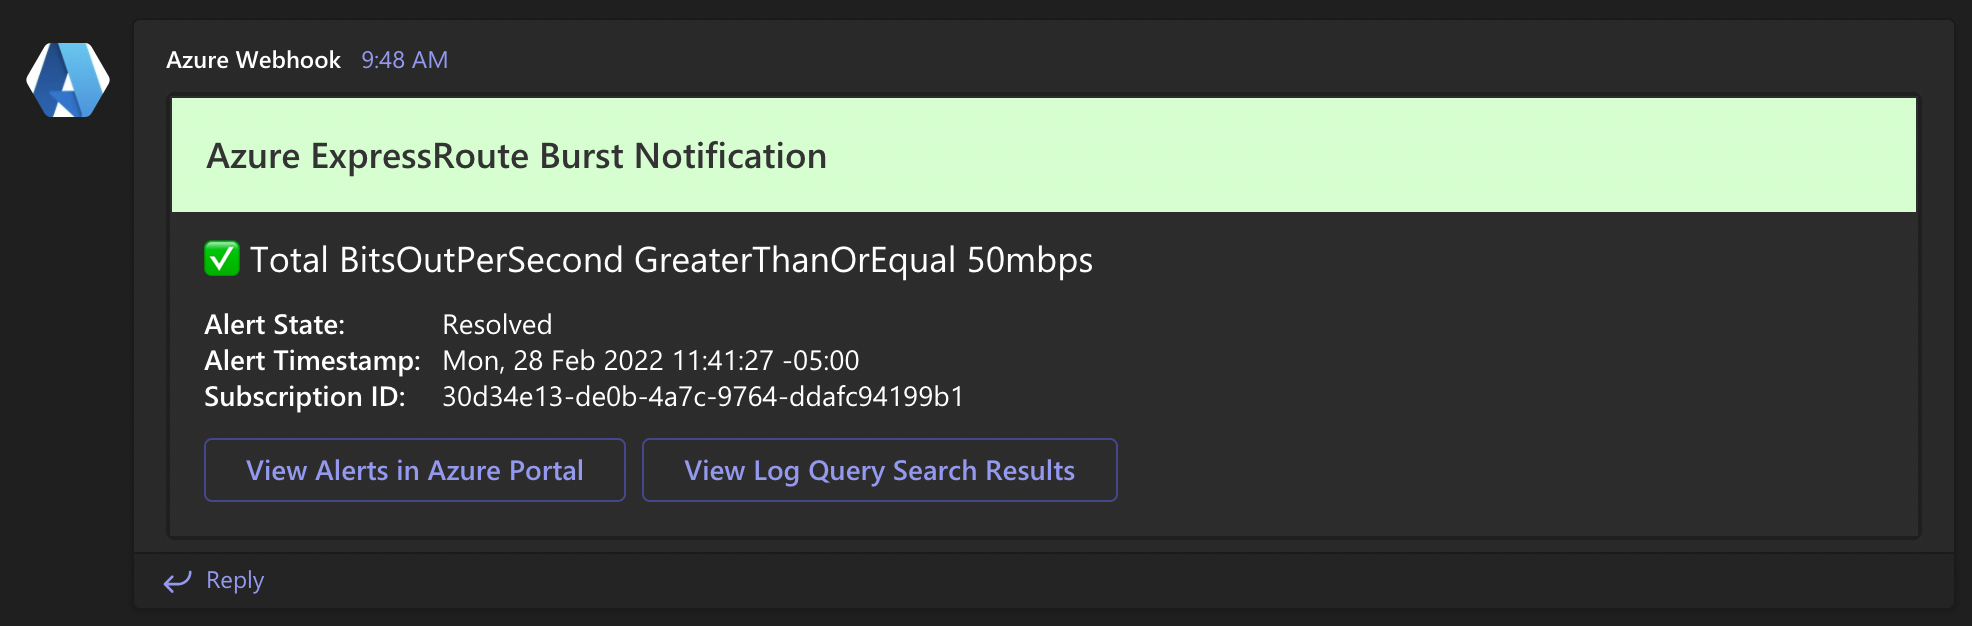 Azure Webhook 9:48 AM
Azure ExpressRoute Burst Notification
✅ Total BitsOutPerSecond GreaterThanOrEqual 50mbps
Alert State: Resolved
Alert Timestamp: Mon, 28 Feb 2022 11:41:27 -05:00
Subscription ID: 30d34e13-de0b-4a7c-9764-ddafc94199b1
View Alerts in Azure Portal View Log Query Search Results
Reply